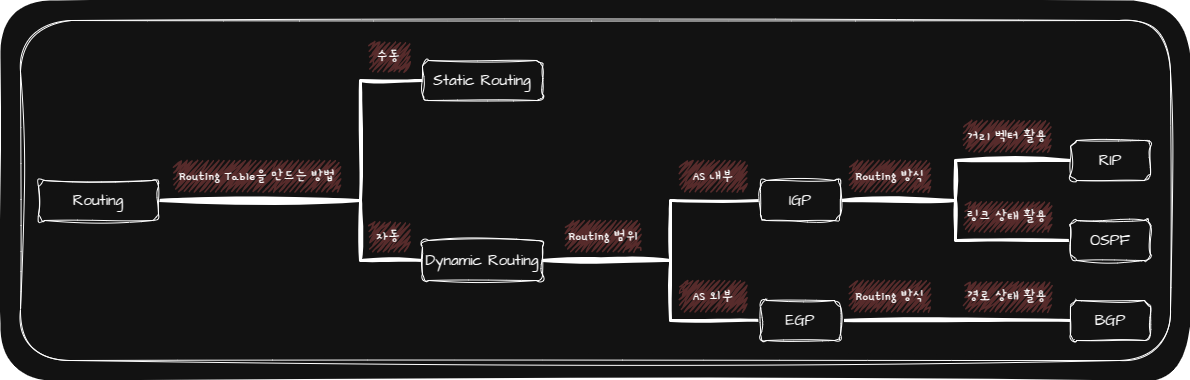 수동
Static Routing
거리 벡터 활용
RIP
Routing Table을 만드는 방법
AS 내부
Routing 방식
Routing
IGP
링크 상태 활용
OSPF
자동
Routing 범위
Dynamic Routing
AS 외부
Routing 방식
경로 상태 활용
EGP
BGP